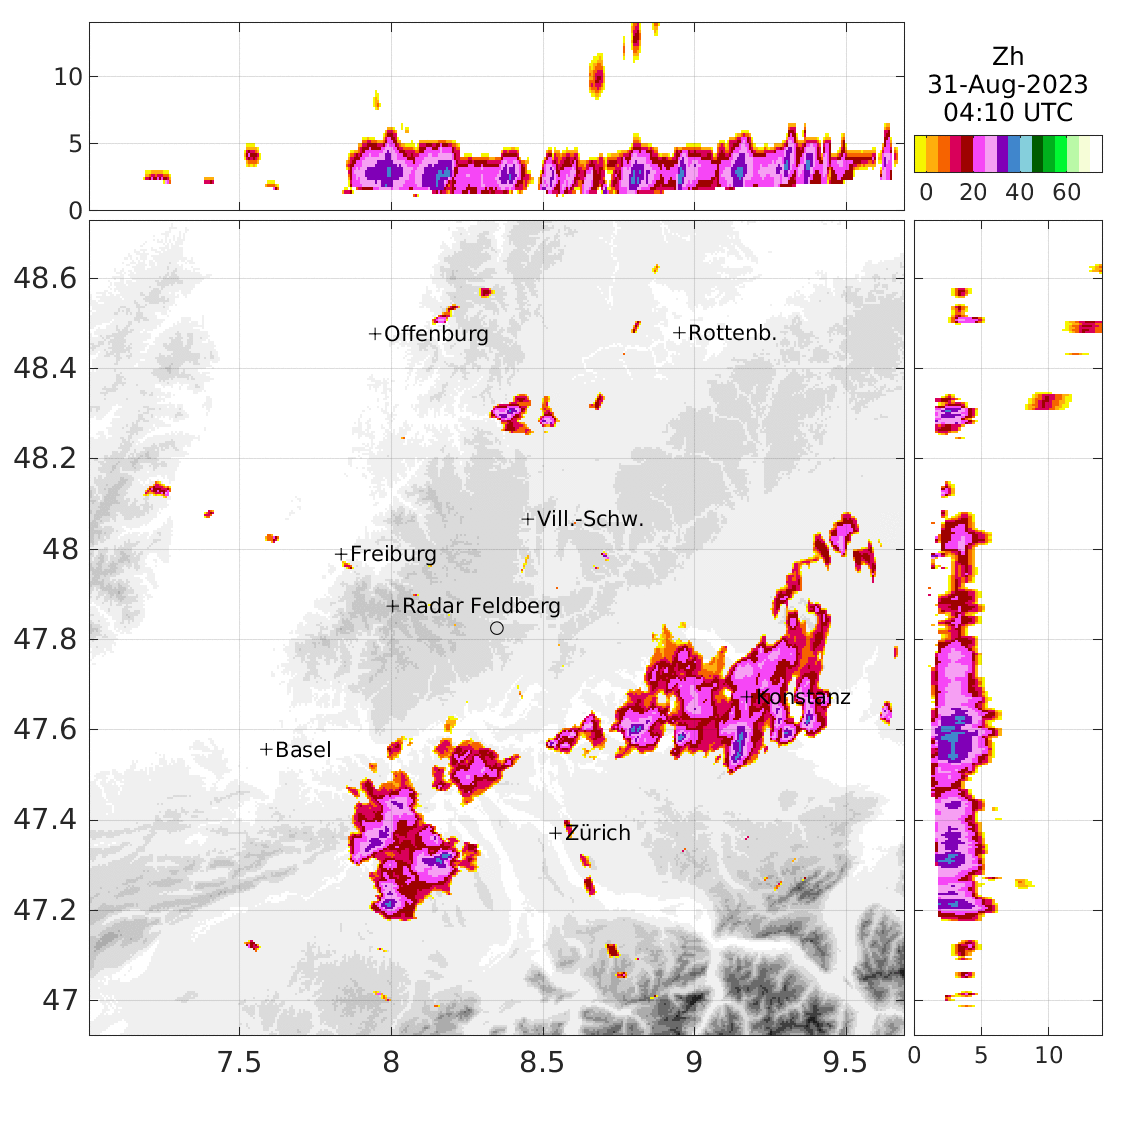 10
5
0
Zh
31-Aug-2023
04:10 UTC
0 20 40 60
48.6
48.4
48.2
48
47.8
47.6
47.4
47.2
47
+Offenburg
+Rottenb.
+Vill.-Schw.
+Freiburg
+Radar Feldberg
+Konstanz
+Basel
+Zürich
7.5 8 8.5 9 9.5
0 5 10